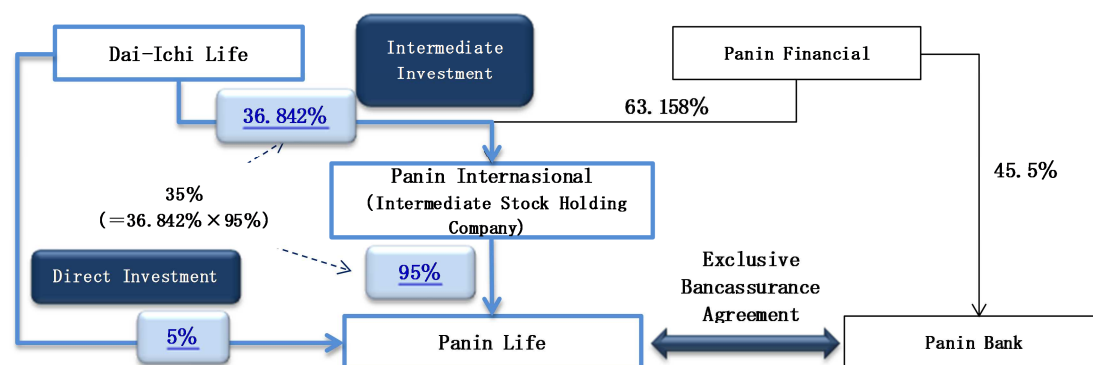 Dai-Ichi Life
Intermediate
Investment
Panin Financial
36.842%
63.158%
45.5%
Panin Internasional
(Intermediate Stock Holding
Company)
35%
(=36.842%×95%)
Direct Investment
95%
Exclusive
Bancassurance
Agreement
5%
Panin Life
Panin Bank